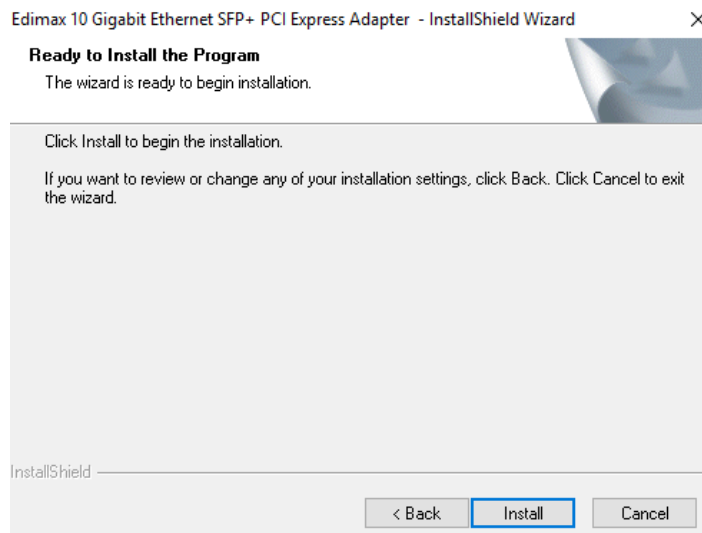 Edimax 10 Gigabit Ethernet SFP+ PCI Express Adapter - InstallShield Wizard
Ready to Install the Program
The wizard is ready to begin installation.
Click Install to begin the installation.
If you want to review or change any of your installation settings, click Back. Click Cancel to exit
the wizard.
InstallShield
< Back
Install
Cancel